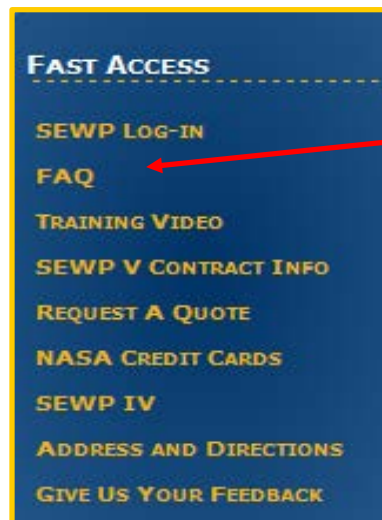 FAST ACCESS
SEWP LOG-IN
FAQ
TRAINING VIDEO
SEWP V CONTRACT INFO
REQUEST A QUOTE
NASA CREDIT CARDS
SEWP IV
ADDRESS AND DIRECTIONS
GIVE US YOUR FEEDBACK